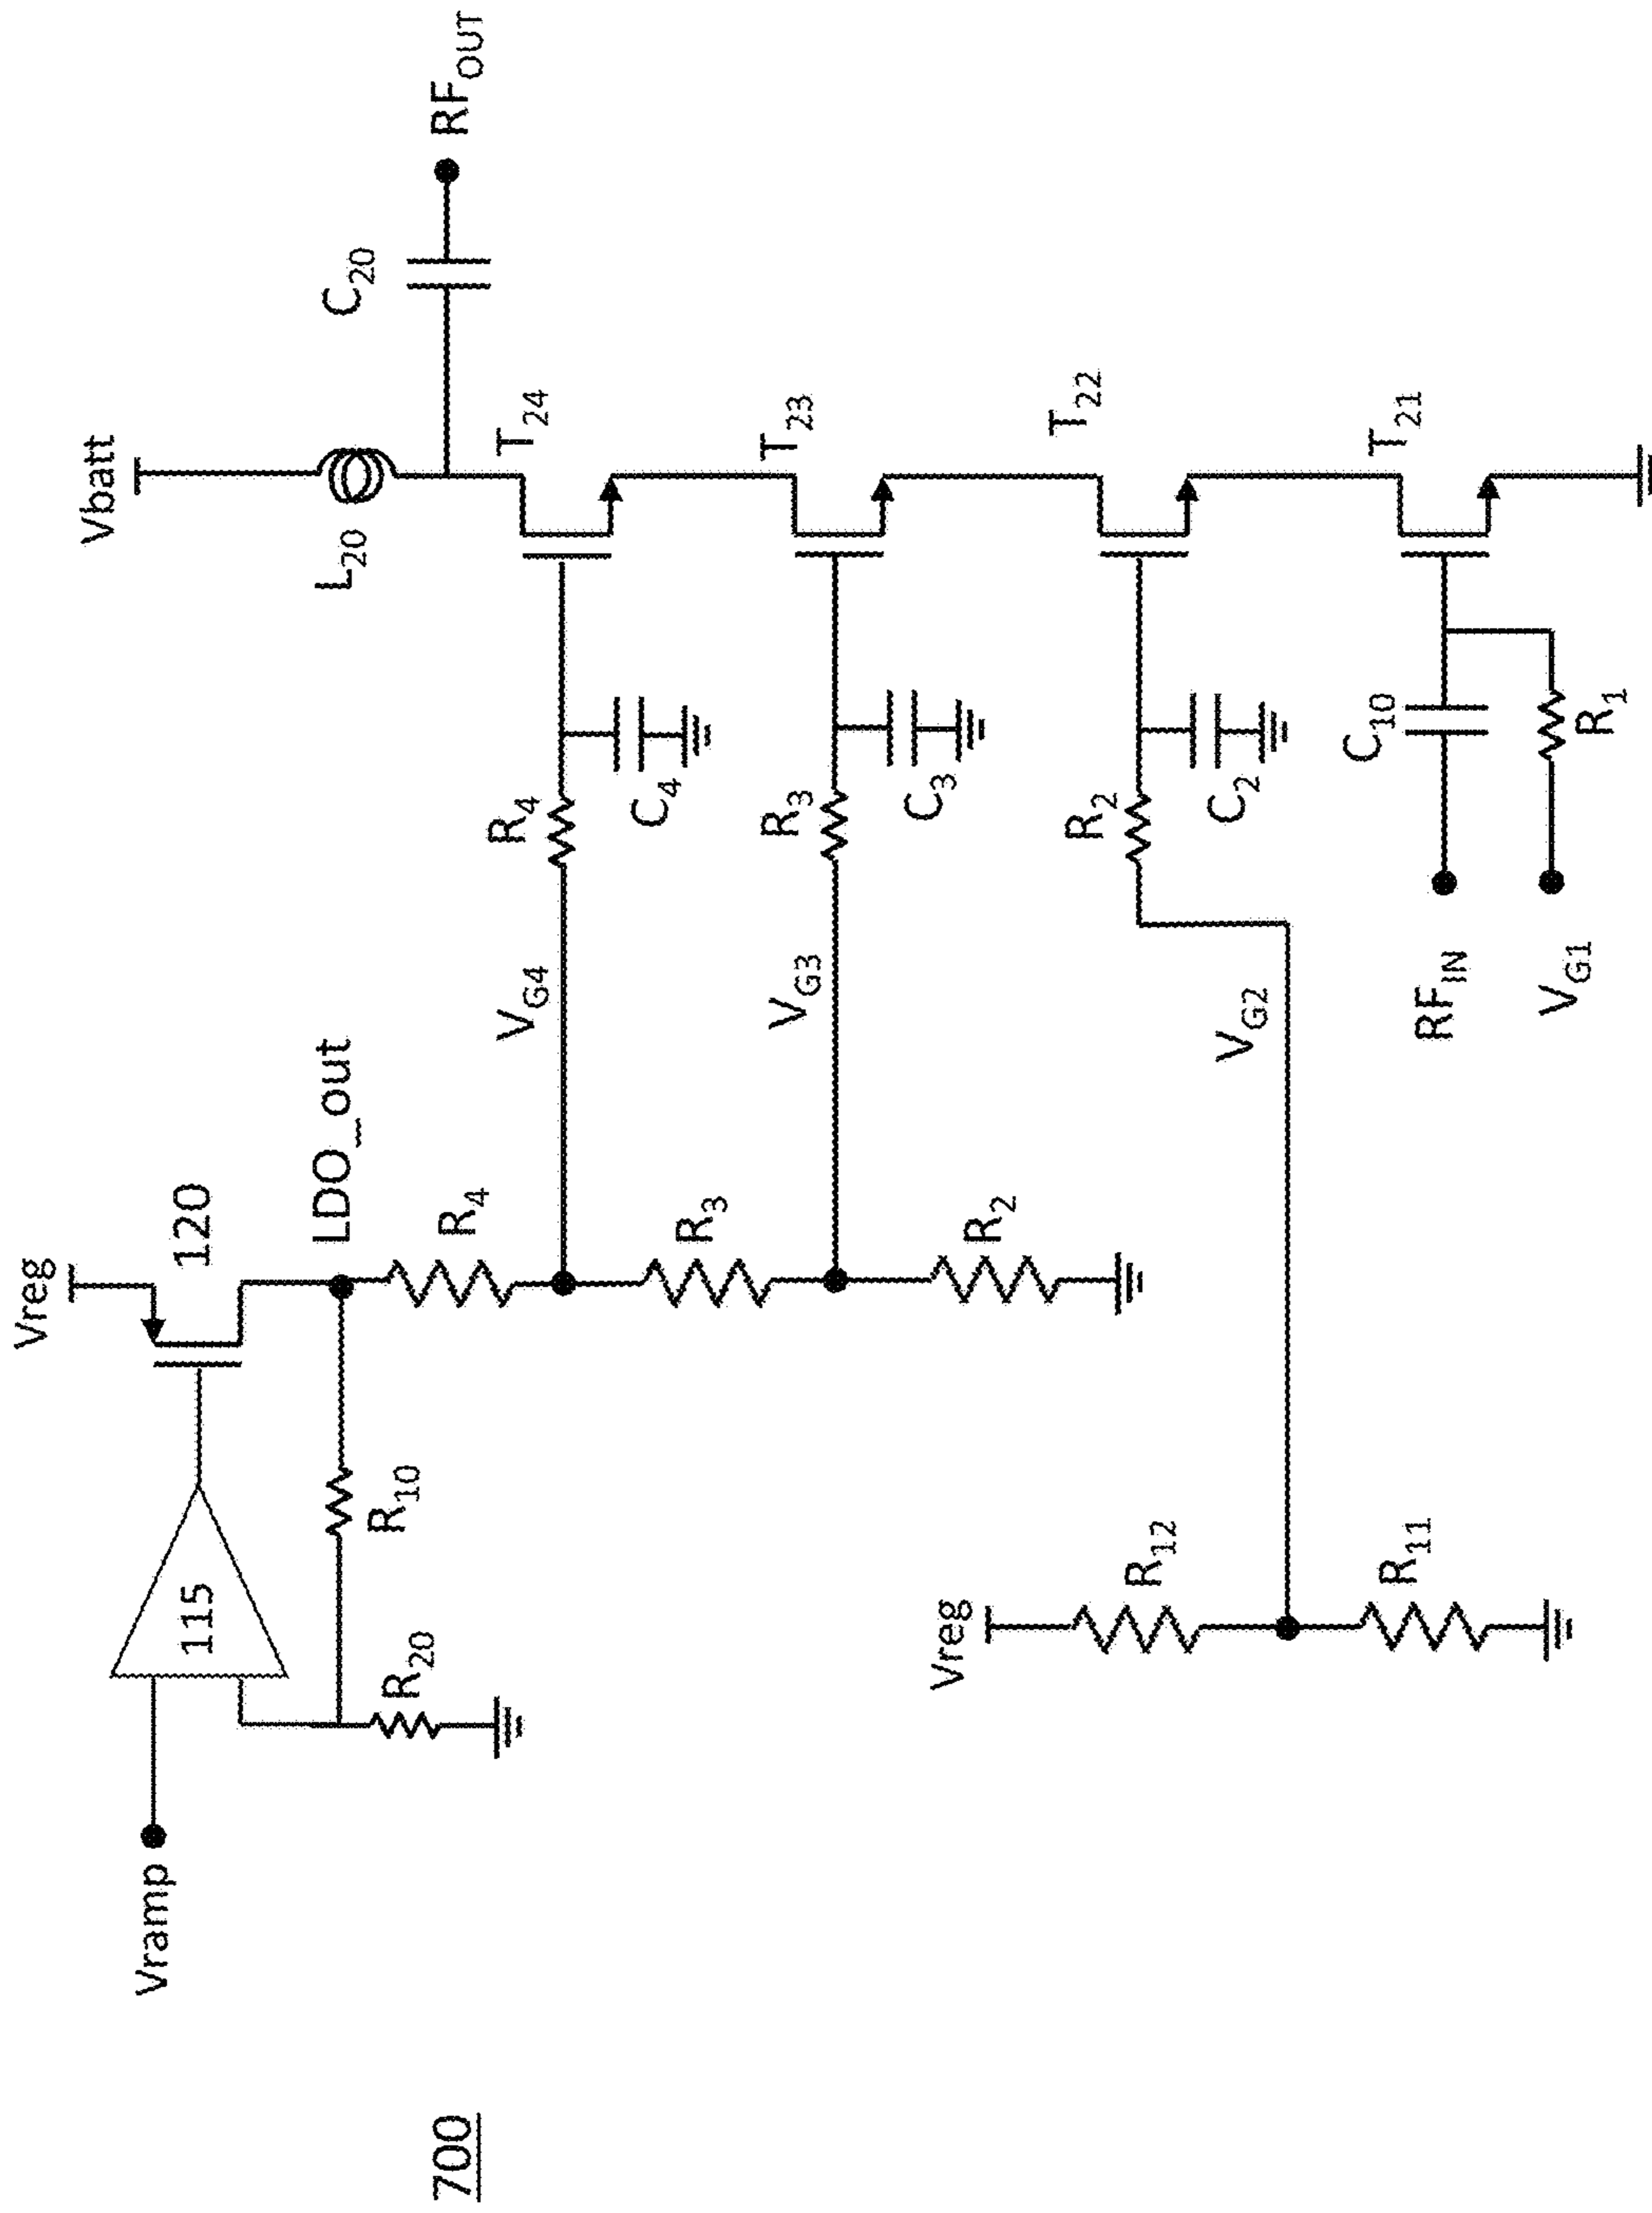 700
Vramp
115
Vreg
120
LDO_out
R10
R20
R4
R3
R2
Vreg
R12
R11
VG4
VG3
VG2
R4
C4
R3
C3
R2
C2
RFIN
VG1
C10
R1
Vbatt
L20
C20
RFOUT
T24
T23
T22
T21